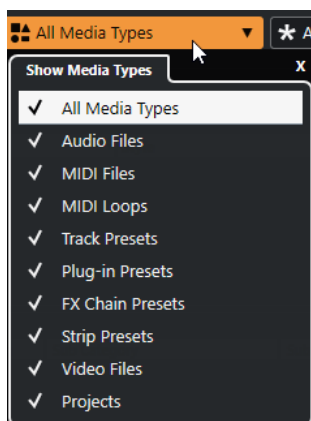 All Media Types
Show Media Types X
All Media Types
Audio Files
MIDI Files
MIDI Loops
Track Presets
Plug-in Presets
FX Chain Presets
Strip Presets
Video Files
Projects